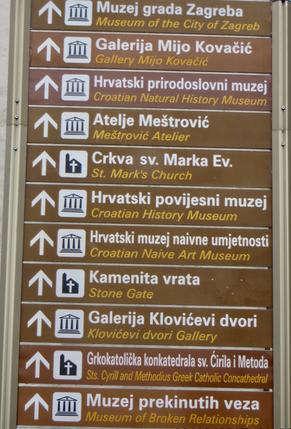 Muzej grada Zagreba
Museum of the City of Zagreb
Galerija Mijo Kovačić
Gallery Mijo Kovačić
Hrvatski prirodoslovni muzej
Croatian Natural History Museum
Atelje Meštrović
Meštrović Atelier
Crkva sv. Marka Ev.
St. Mark's Church
Hrvatski povijesni muzej
Croatian History Museum
Hrvatski muzej naivne umjetnosti
Croatian Naive Art Museum
Kamenita vrata
Stone Gate
Galerija Klovićevi dvori
Klovićevi dvori Gallery
Grkokatolička konkatedrala sv. Ćirila i Metoda
Sts. Cyrill and Methodius Greek Catholic Concathedral
Muzej prekinutih veza
Museum of Broken Relationships